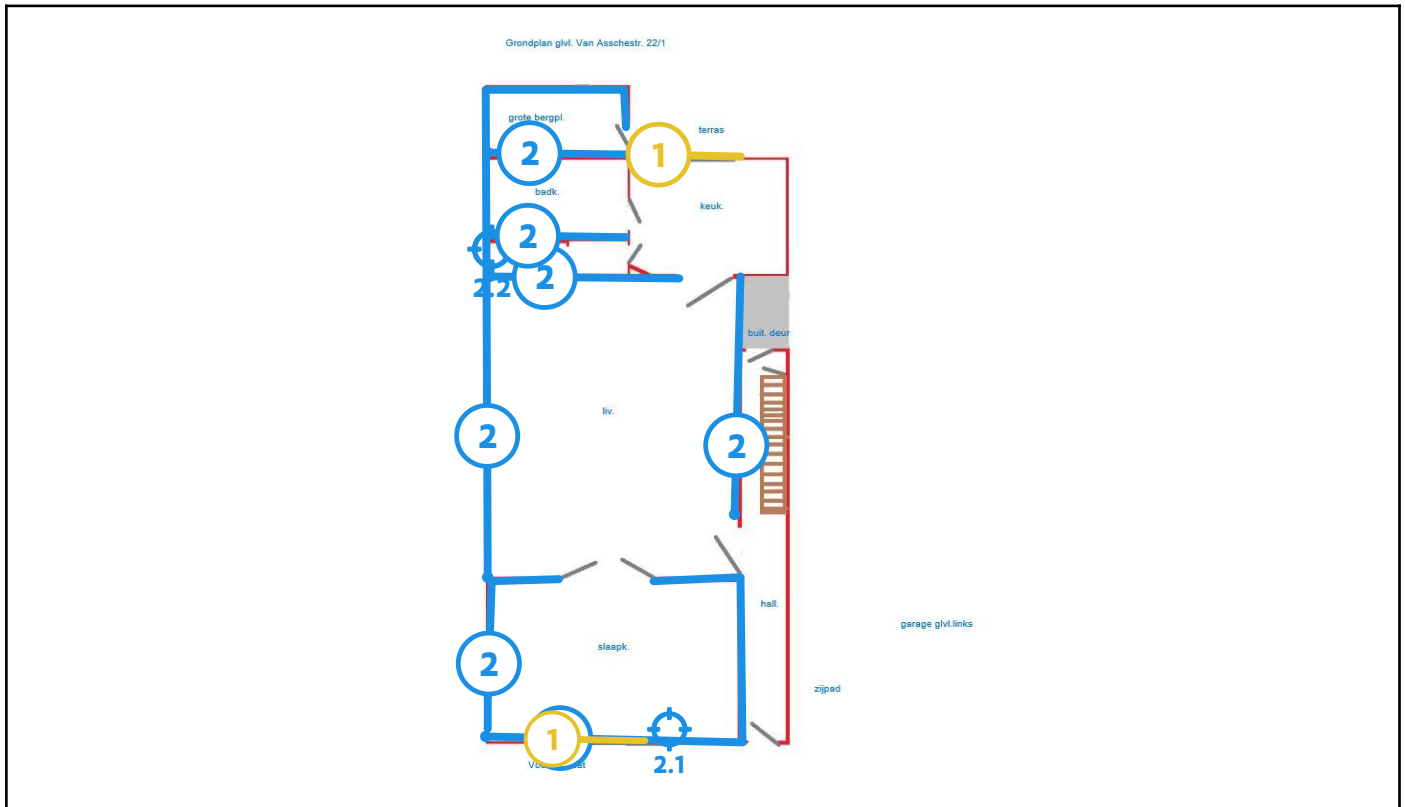 Grondplan glvl. Van Asschestr. 22/1
grote bergpl.
terras
2
1
badk.
keuk.
2
2
2.2
buit. deur
liv.
2
2
hall.
garage glvl.links
slaapk.
2
zijpad
1
2.1